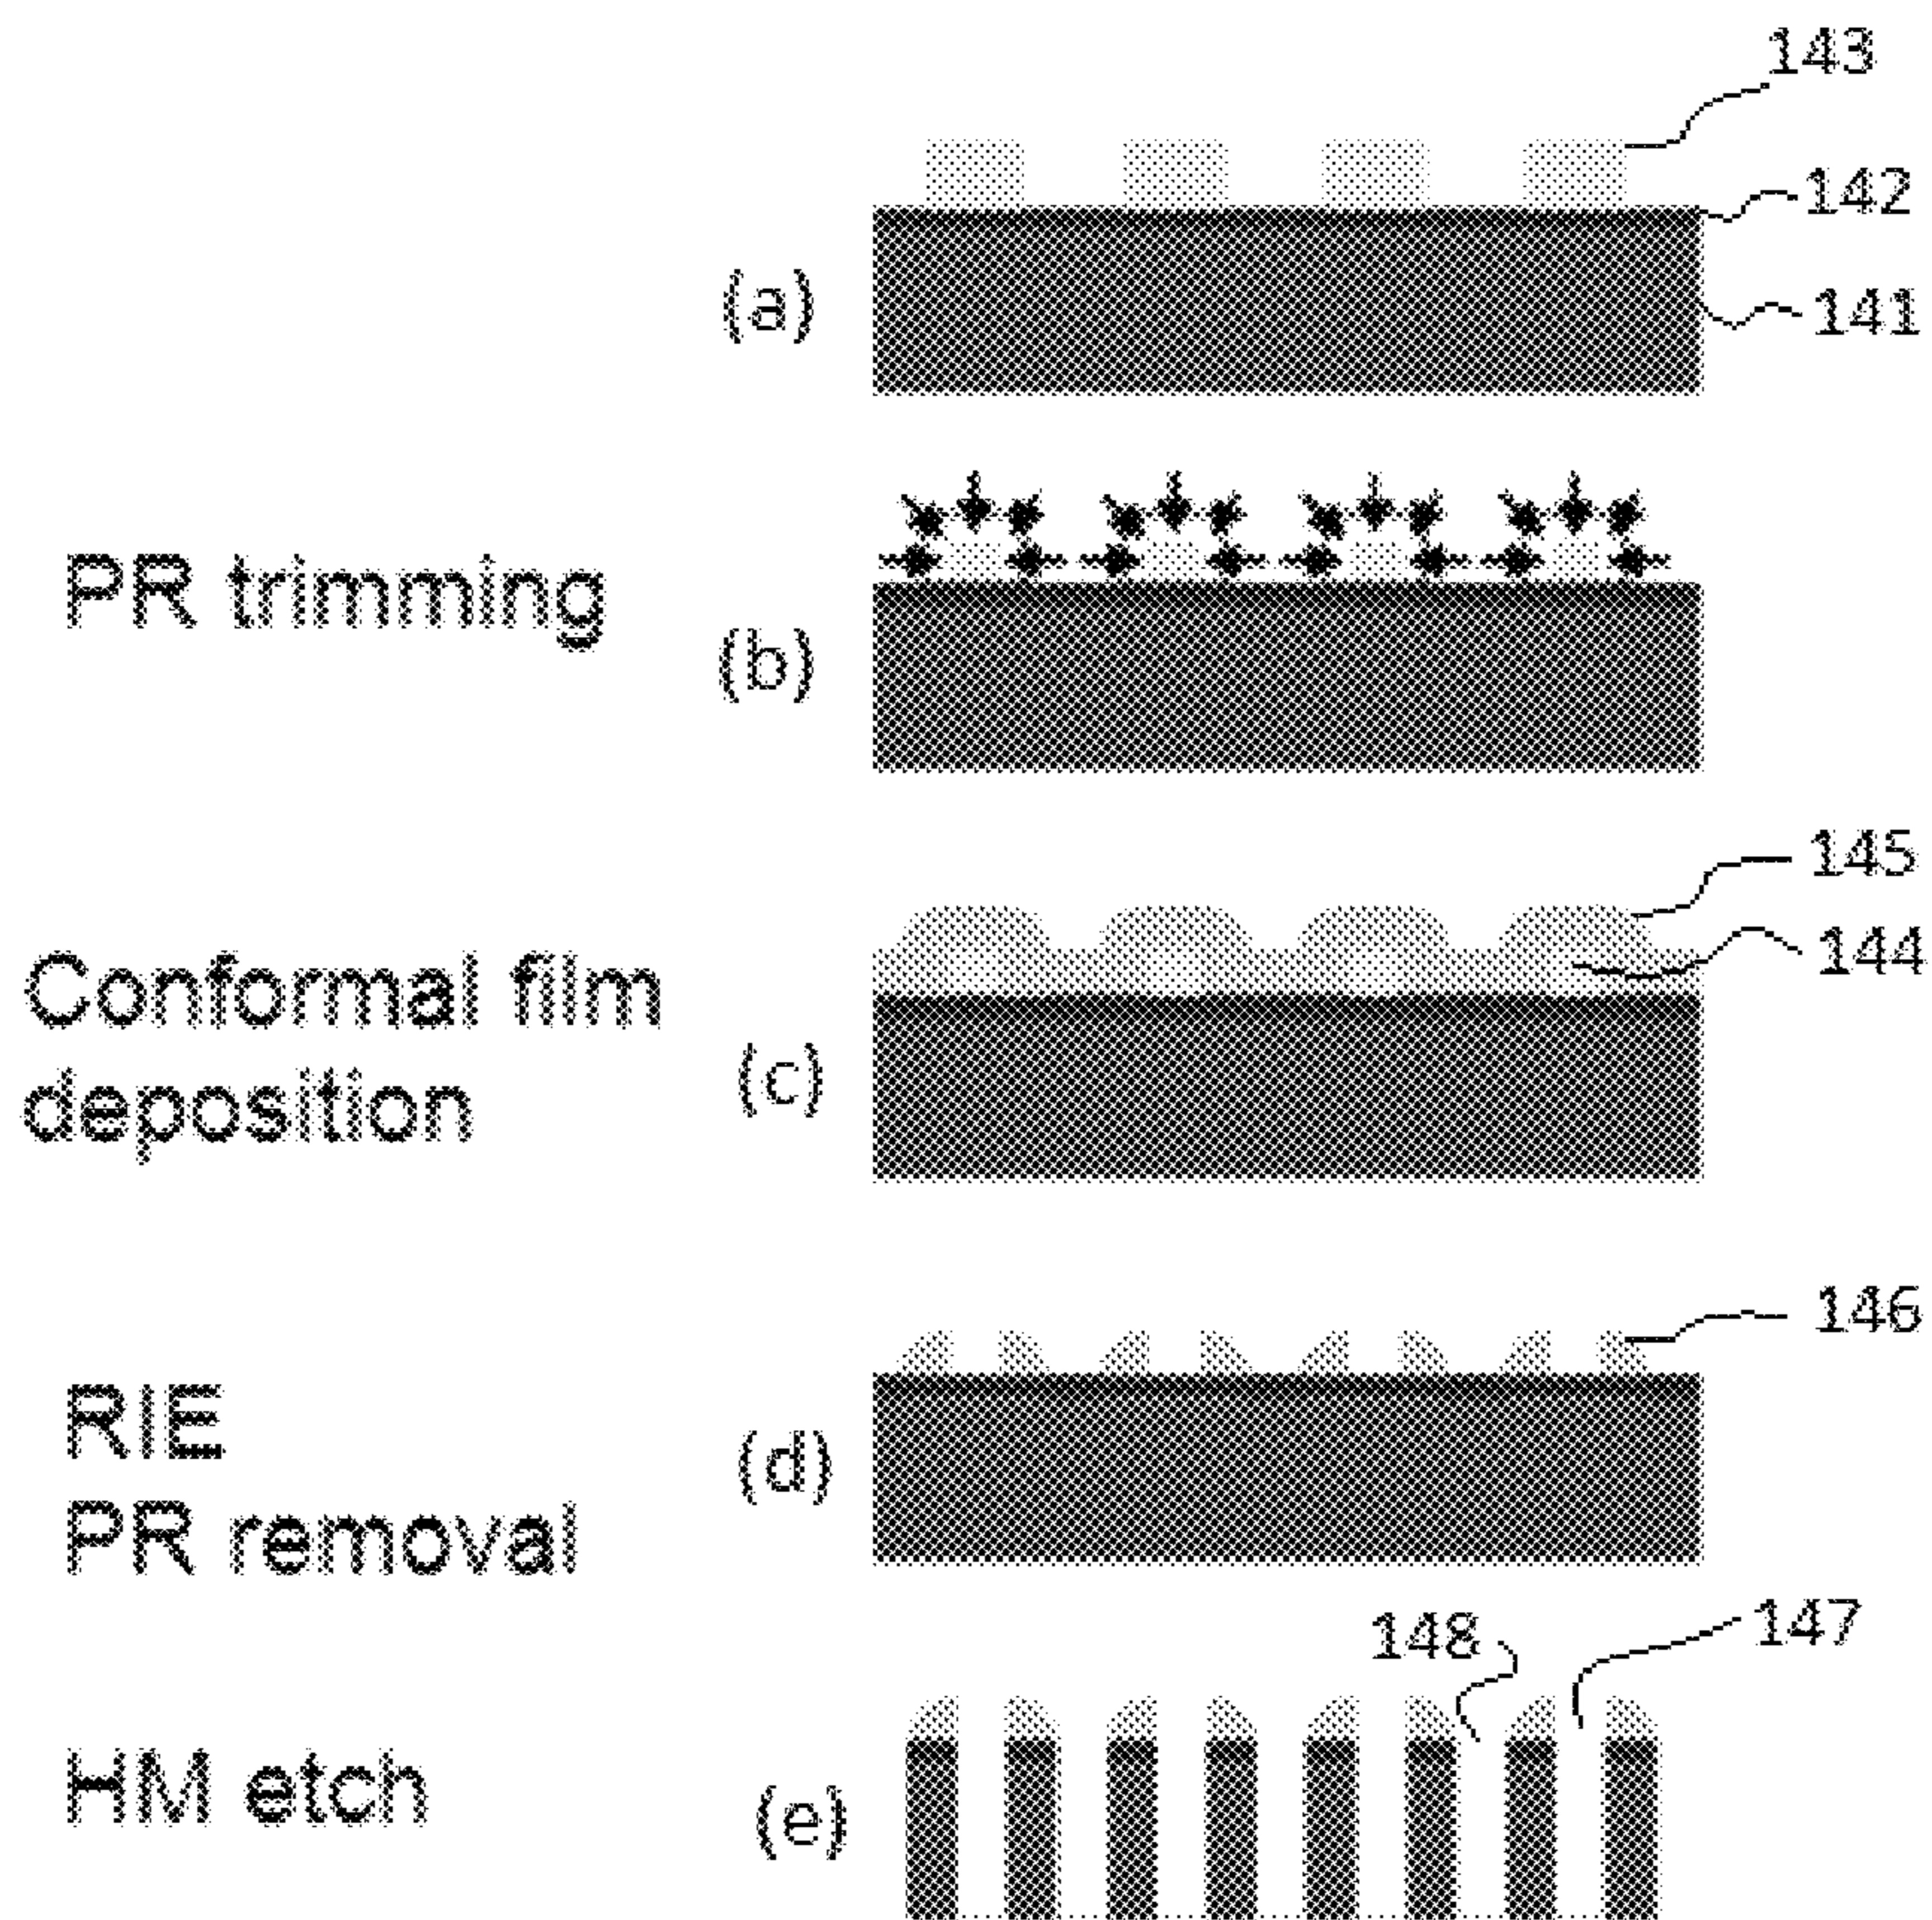 143
142
(a)
141
PR trimming
(b)
145
144
Conformal film
deposition
(c)
146
RIE
PR removal
(d)
148
147
HM etch
(e)